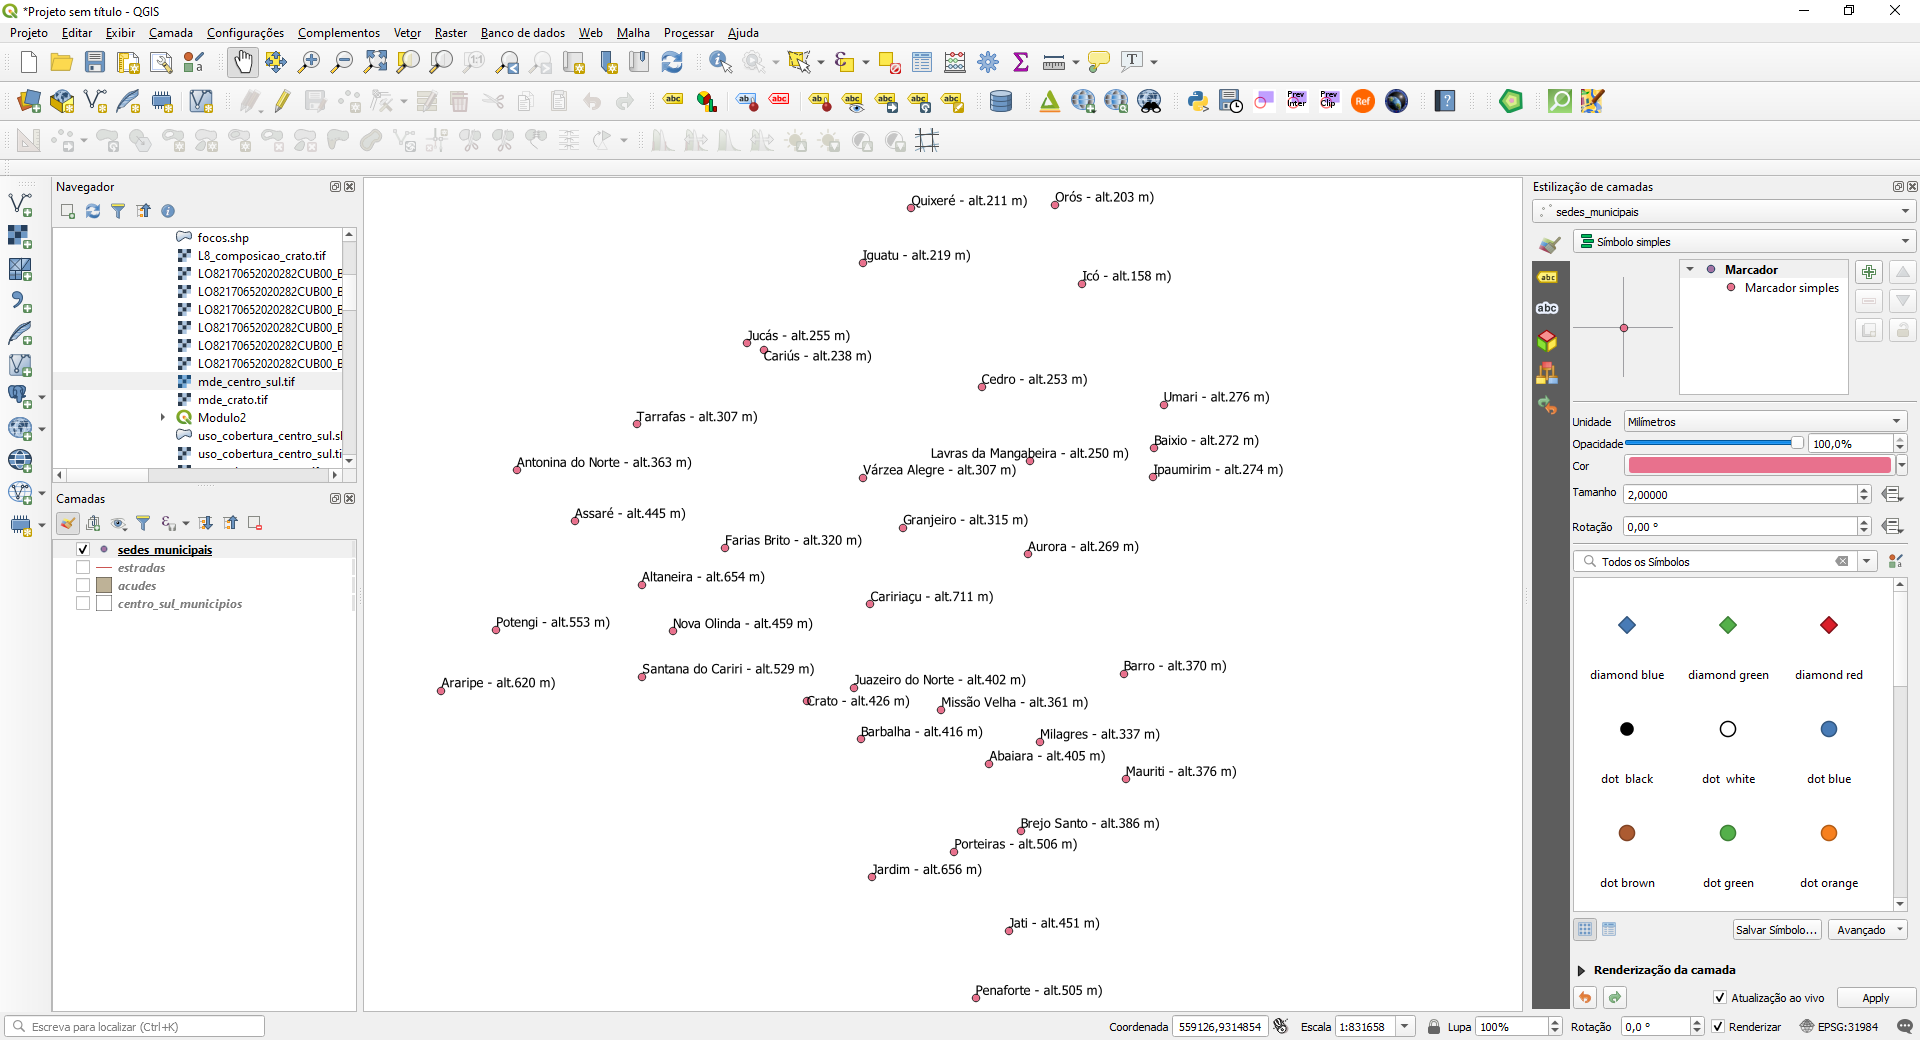 *Projeto sem título - QGIS
Projeto Editar Exibir Camada Configurações Complementos Vetor Raster Banco de dados Web Malha Processar Ajuda
Navegador
focos.shp
L8_composicao_crato.tif
LO82170652020282CUB00_B
LO82170652020282CUB00_B
LO82170652020282CUB00_B
LO82170652020282CUB00_B
LO82170652020282CUB00_B
LO82170652020282CUB00_B
mde_centro_sul.tif
mde_crato.tif
Modulo2
uso_cobertura_centro_sul.sl
uso_cobertura_centro_sul.ti
Camadas
sedes_municipais
estradas
acudes
centro_sul_municipios
Quixeré - alt.211 m)
Orós - alt.203 m)
Iguatu - alt.219 m)
Icó - alt.158 m)
Jucás - alt.255 m)
Cariús - alt.238 m)
Cedro - alt.253 m)
Umari - alt.276 m)
Tarrafas - alt.307 m)
Baixio - alt.272 m)
Lavras da Mangabeira - alt.250 m)
Antonina do Norte - alt.363 m)
Várzea Alegre - alt.307 m)
Ipaumirim - alt.274 m)
Assaré - alt.445 m)
Granjeiro - alt.315 m)
Farias Brito - alt.320 m)
Aurora - alt.269 m)
Altaneira - alt.654 m)
Caririaçu - alt.711 m)
Potengi - alt.553 m)
Nova Olinda - alt.459 m)
Santana do Cariri - alt.529 m)
Barro - alt.370 m)
Araripe - alt.620 m)
Juazeiro do Norte - alt.402 m)
Crato - alt.426 m)
Missão Velha - alt.361 m)
Barbalha - alt.416 m)
Milagres - alt.337 m)
Abaiara - alt.405 m)
Mauriti - alt.376 m)
Brejo Santo - alt.386 m)
Porteiras - alt.506 m)
Jardim - alt.656 m)
Jati - alt.451 m)
Penaforte - alt.505 m)
Estilização de camadas
sedes_municipais
Símbolo simples
Marcador
Marcador simples
Unidade Milímetros
Opacidade 100,0%
Cor
Tamanho 2,00000
Rotação 0,00 °
Todos os Símbolos
diamond blue diamond green diamond red
dot black dot white dot blue
dot brown dot green dot orange
Salvar Símbolo... Avançado
Renderização da camada
Atualização ao vivo Apply
Escreva para localizar (Ctrl+K)
Coordenada 559126,9314854 Escala 1:831658 Lupa 100% Rotação 0,0 ° Renderizar EPSG:31984